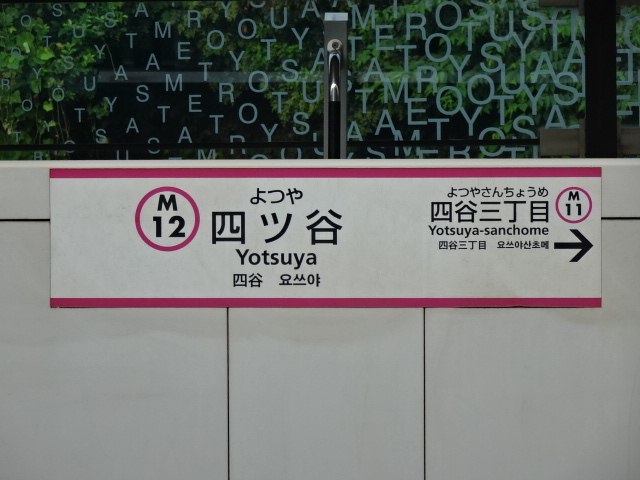 M
12
よつや
四ツ谷
Yotsuya
四谷 요쓰야
よつやさんちょうめ
四谷三丁目
M
11
Yotsuya-sanchome
四谷三丁目 요쓰야산초메